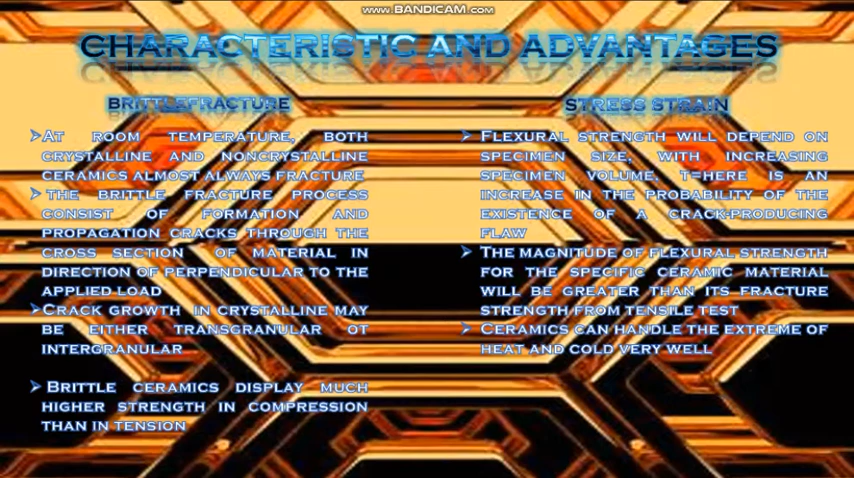 WWW.BANDICAM.COM
CHARACTERISTIC AND ADVANTAGES
BRITTLEFRACTURE
➢AT ROOM TEMPERATURE, BOTH
CRYSTALLINE AND NONCRYSTALLINE
CERAMICS ALMOST ALWAYS FRACTURE
➢THE BRITTLE FRACTURE PROCESS
CONSIST OF FORMATION AND
PROPAGATION CRACKS THROUGH THE
CROSS SECTION OF MATERIAL IN
DIRECTION OF PERPENDICULAR TO THE
APPLIED LOAD
➢CRACK GROWTH IN CRYSTALLINE MAY
BE EITHER TRANSGRANULAR OT
INTERGRANULAR
➢BRITTLE CERAMICS DISPLAY MUCH
HIGHER STRENGTH IN COMPRESSION
THAN IN TENSION
STRESS STRAIN
➢ FLEXURAL STRENGTH WILL DEPEND ON
SPECIMEN SIZE, WITH INCREASING
SPECIMEN VOLUME, T=HERE IS AN
INCREASE IN THE PROBABILITY OF THE
EXISTENCE OF A CRACK-PRODUCING
FLAW
➢ THE MAGNITUDE OF FLEXURAL STRENGTH
FOR THE SPECIFIC CERAMIC MATERIAL
WILL BE GREATER THAN ITS FRACTURE
STRENGTH FROM TENSILE TEST
➢ CERAMICS CAN HANDLE THE EXTREME OF
HEAT AND COLD VERY WELL